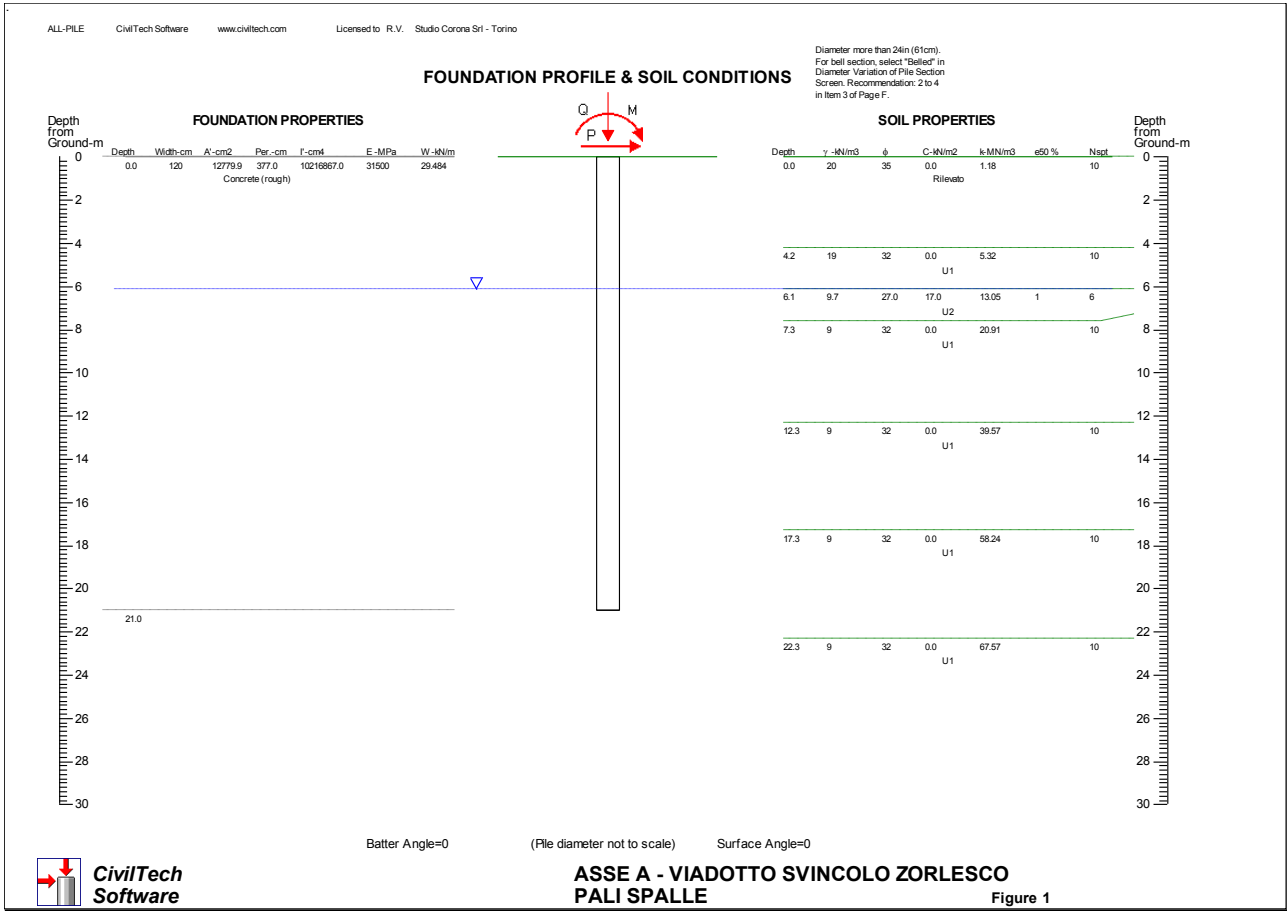 ALL-PILE CivilTech Software www.civiltech.com Licensed to R.V. Studio Corona Srl - Torino
Diameter more than 24in (61cm).
For bell section, select "Belled" in
Diameter Variation of Pile Section
Screen. Recommendation: 2 to 4
in Item 3 of Page F.
FOUNDATION PROFILE & SOIL CONDITIONS
Depth
from
Ground-m
FOUNDATION PROPERTIES
Depth Width-cm A'-cm2 Per.-cm I'-cm4 E-MPa W-kN/m
0.0 120 12779.9 377.0 10216867.0 31500 29.484
Concrete (rough)
21.0
0
2
4
6
8
10
12
14
16
18
20
22
24
26
28
30
Q M
P
SOIL PROPERTIES
Depth γ-kN/m3 ϕ C-kN/m2 k-MN/m3 e50 % Nspt
0.0 20 35 0.0 1.18 10
Rilevato
4.2 19 32 0.0 5.32 10
U1
6.1 9.7 27.0 17.0 13.05 1 6
U2
7.3 9 32 0.0 20.91 10
U1
12.3 9 32 0.0 39.57 10
U1
17.3 9 32 0.0 58.24 10
U1
22.3 9 32 0.0 67.57 10
U1
Depth
from
Ground-m
0
2
4
6
8
10
12
14
16
18
20
22
24
26
28
30
Batter Angle=0 (Pile diameter not to scale) Surface Angle=0
CivilTech
Software
ASSE A - VIADOTTO SVINCOLO ZORLESCO
PALI SPALLE
Figure 1